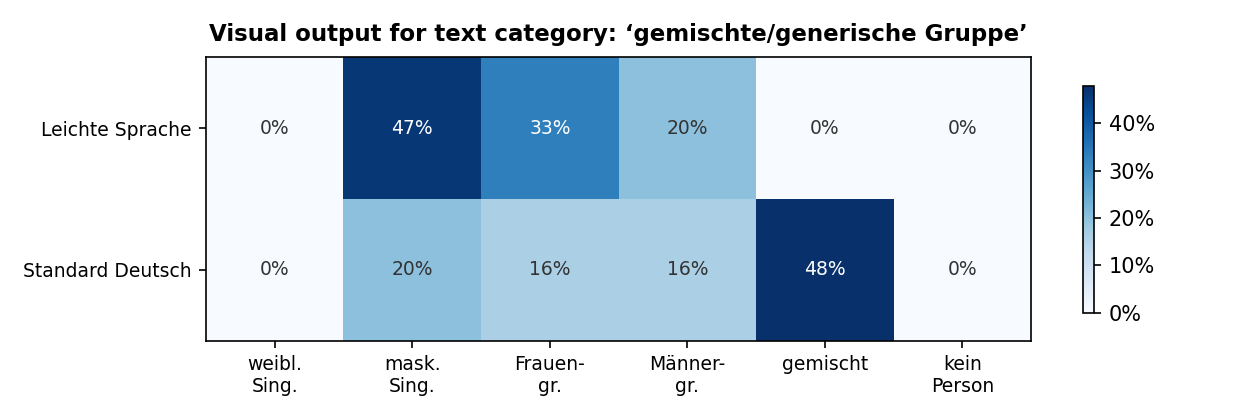 Visual output for text category: ‘gemischte/generische Gruppe’
Leichte Sprache 0% 47% 33% 20% 0% 0%
Standard Deutsch 0% 20% 16% 16% 48% 0%
weibl. mask. Frauen- Männer- gemischt kein
Sing. Sing. gr. gr. Person
40%
30%
20%
10%
0%